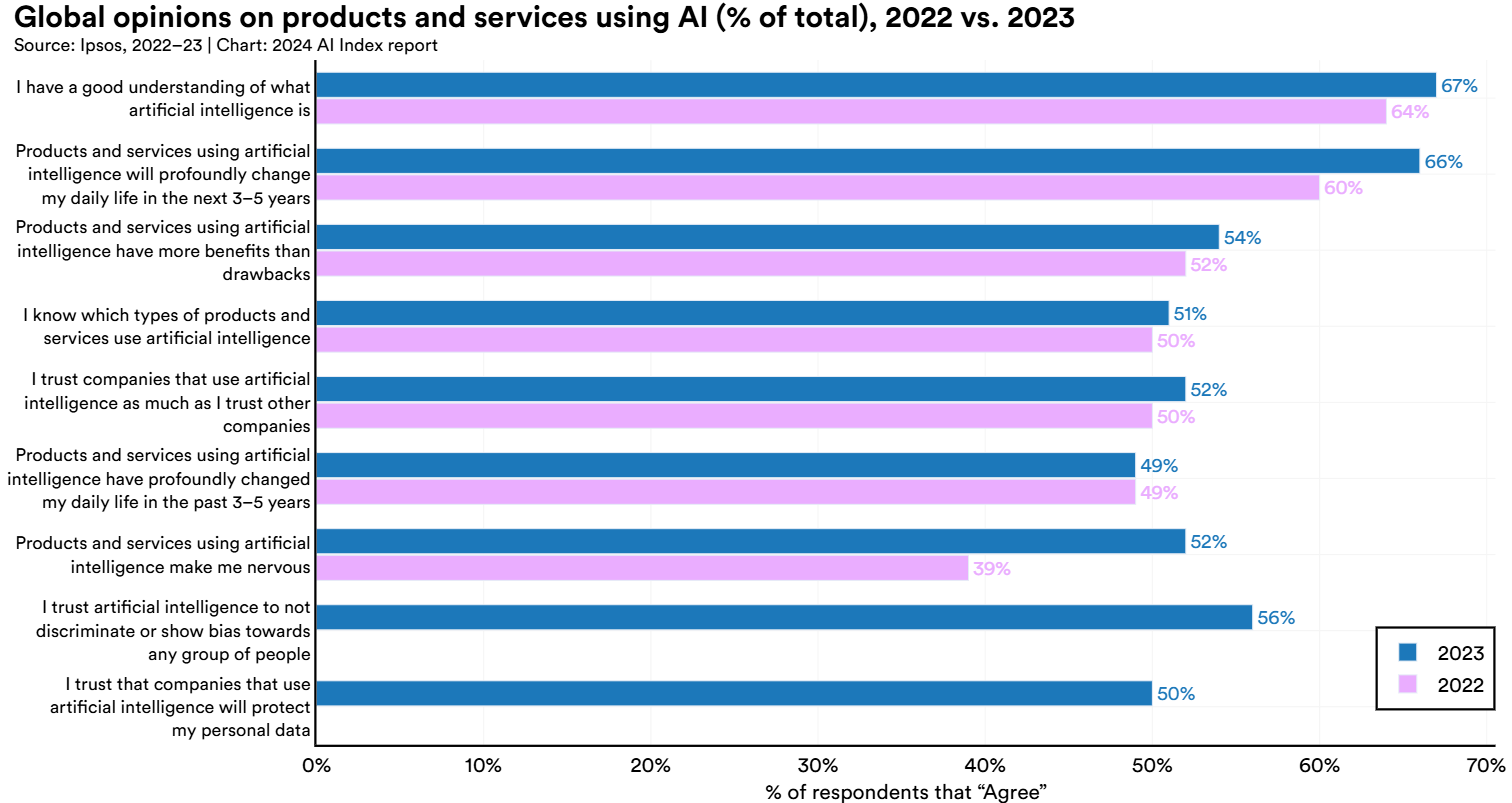 Global opinions on products and services using AI (% of total), 2022 vs. 2023
Source: Ipsos, 2022–23 | Chart: 2024 AI Index report
I have a good understanding of what
artificial intelligence is
67%
64%
Products and services using artificial
intelligence will profoundly change
my daily life in the next 3–5 years
66%
60%
Products and services using artificial
intelligence have more benefits than
drawbacks
54%
52%
I know which types of products and
services use artificial intelligence
51%
50%
I trust companies that use artificial
intelligence as much as I trust other
companies
52%
50%
Products and services using artificial
intelligence have profoundly changed
my daily life in the past 3–5 years
49%
49%
Products and services using artificial
intelligence make me nervous
52%
39%
I trust artificial intelligence to not
discriminate or show bias towards
any group of people
56%
I trust that companies that use
artificial intelligence will protect
my personal data
50%
2023
2022
0% 10% 20% 30% 40% 50% 60% 70%
% of respondents that “Agree”